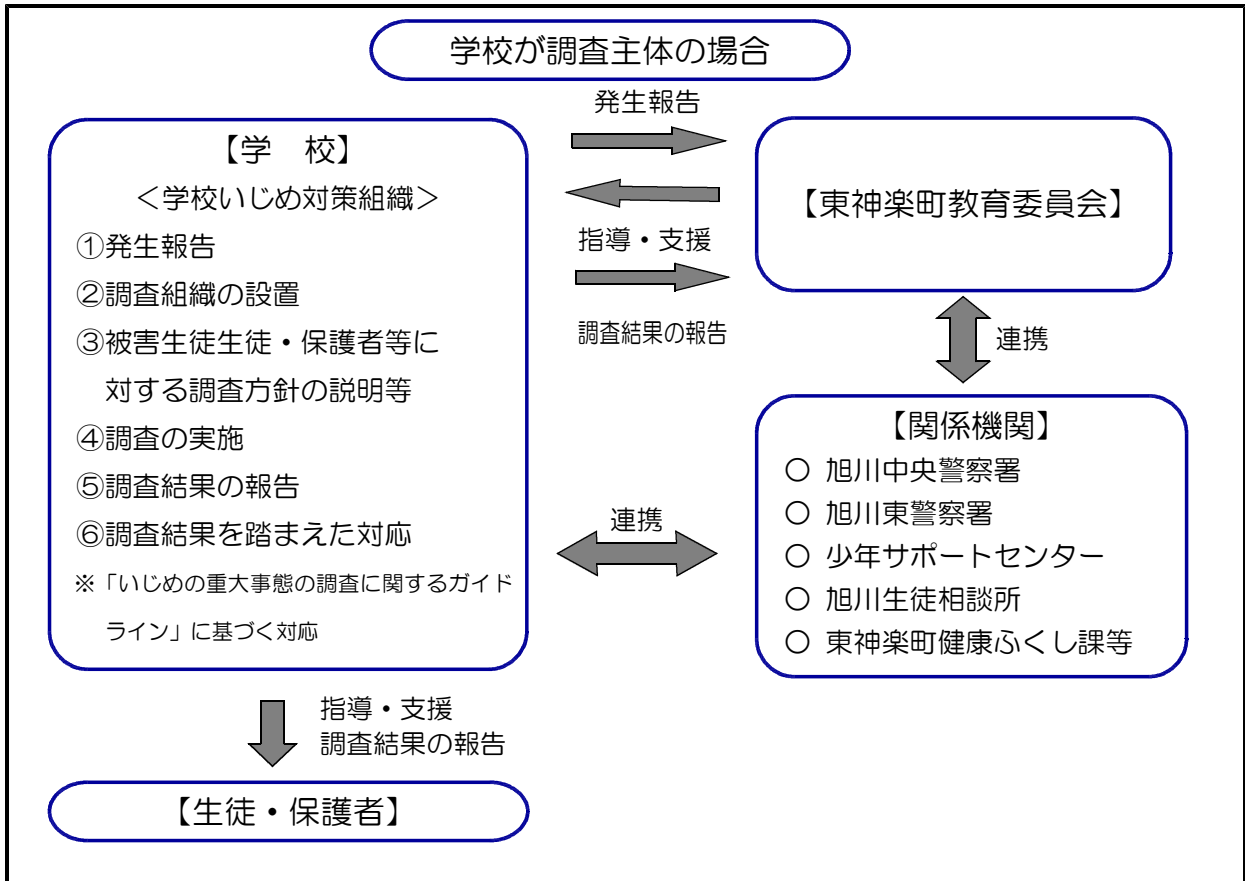 学校が調査主体の場合
発生報告
【学　校】
＜学校いじめ対策組織＞
①発生報告
②調査組織の設置
③被害生徒生徒・保護者等に
対する調査方針の説明等
④調査の実施
⑤調査結果の報告
⑥調査結果を踏まえた対応
※「いじめの重大事態の調査に関するガイド
ライン」に基づく対応
指導・支援
調査結果の報告
【東神楽町教育委員会】
連携
【関係機関】
○ 旭川中央警察署
○ 旭川東警察署
○ 少年サポートセンター
○ 旭川生徒相談所
○ 東神楽町健康ふくし課等
連携
指導・支援
調査結果の報告
【生徒・保護者】